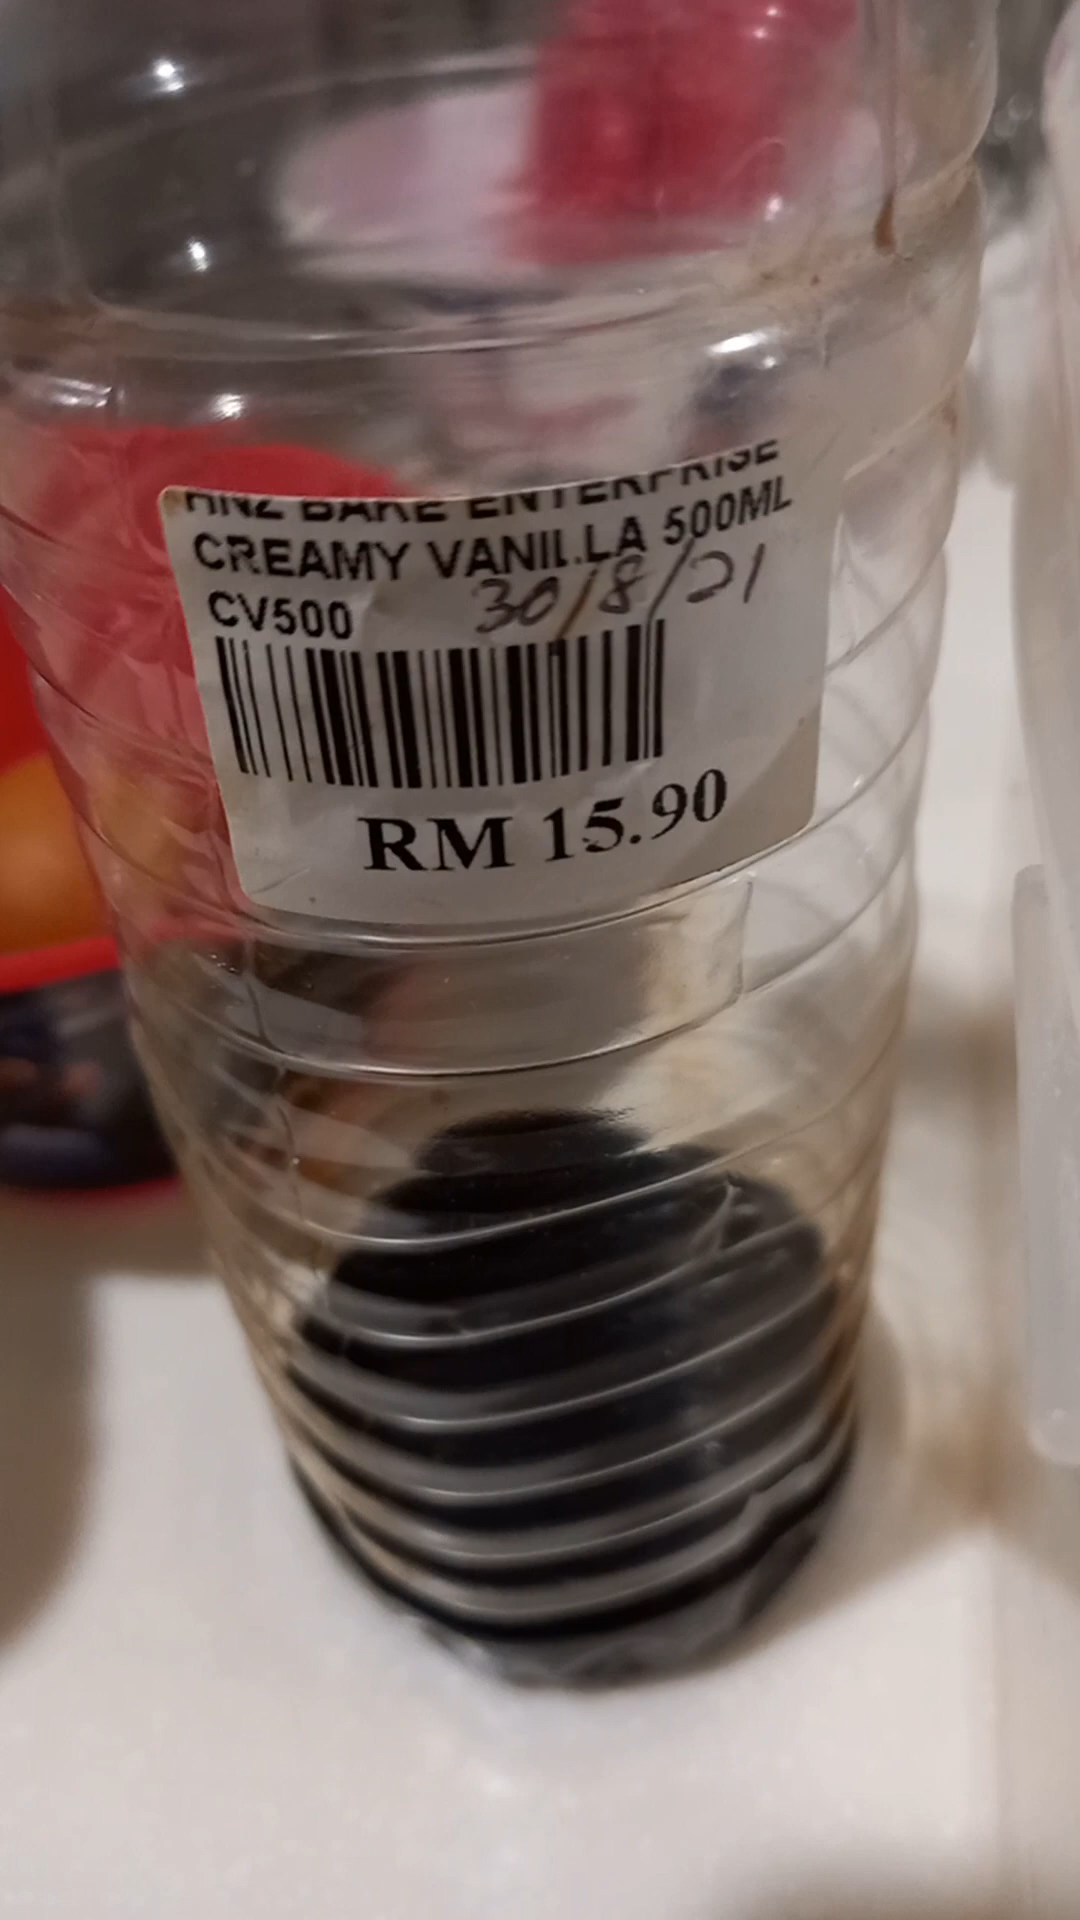 HNZ BAKE ENTERPRISE
CREAMY VANILLA 500ML
CV500 30/8/21
RM 15.90